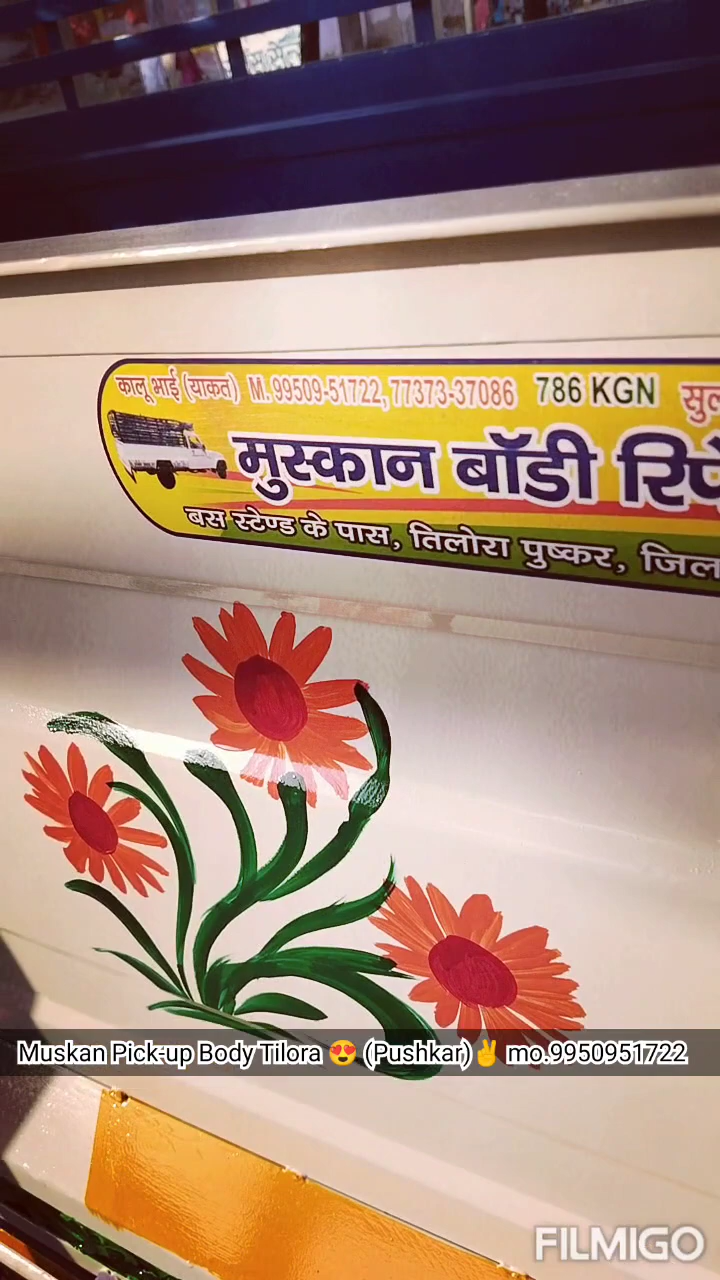 कालू भाई (याकत) M. 99509-51722, 77373-37086 786 KGN
मुस्कान बॉडी
बस स्टेण्ड के पास, तिलोरा पुष्कर,
Muskan Pick-up Body Tilora 😍 (Pushkar)✌️ mo.9950951722
FILMIGO